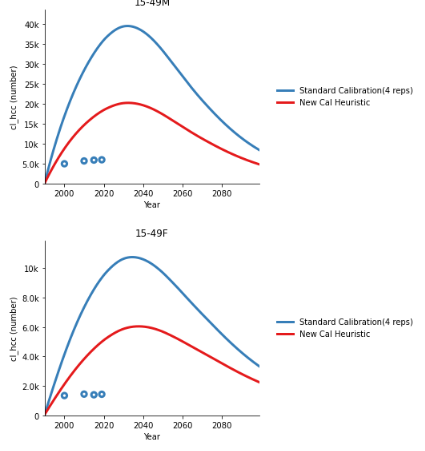 15-49M
40k
35k
30k
25k
20k
15k
10k
5.0k
0
cl_hcc (number)
2000 2020 2040 2060 2080
Year
Standard Calibration(4 reps)
New Cal Heuristic
15-49F
10k
8.0k
6.0k
4.0k
2.0k
0
cl_hcc (number)
2000 2020 2040 2060 2080
Year
Standard Calibration(4 reps)
New Cal Heuristic